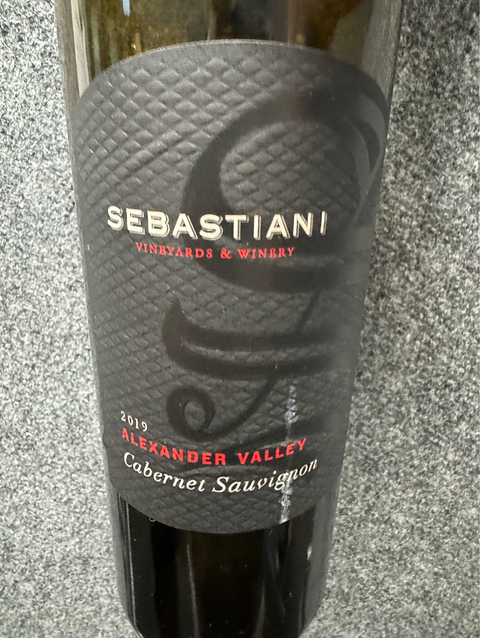 SEBASTIANI
VINEYARDS & WINERY
2019
ALEXANDER VALLEY
Cabernet Sauvignon